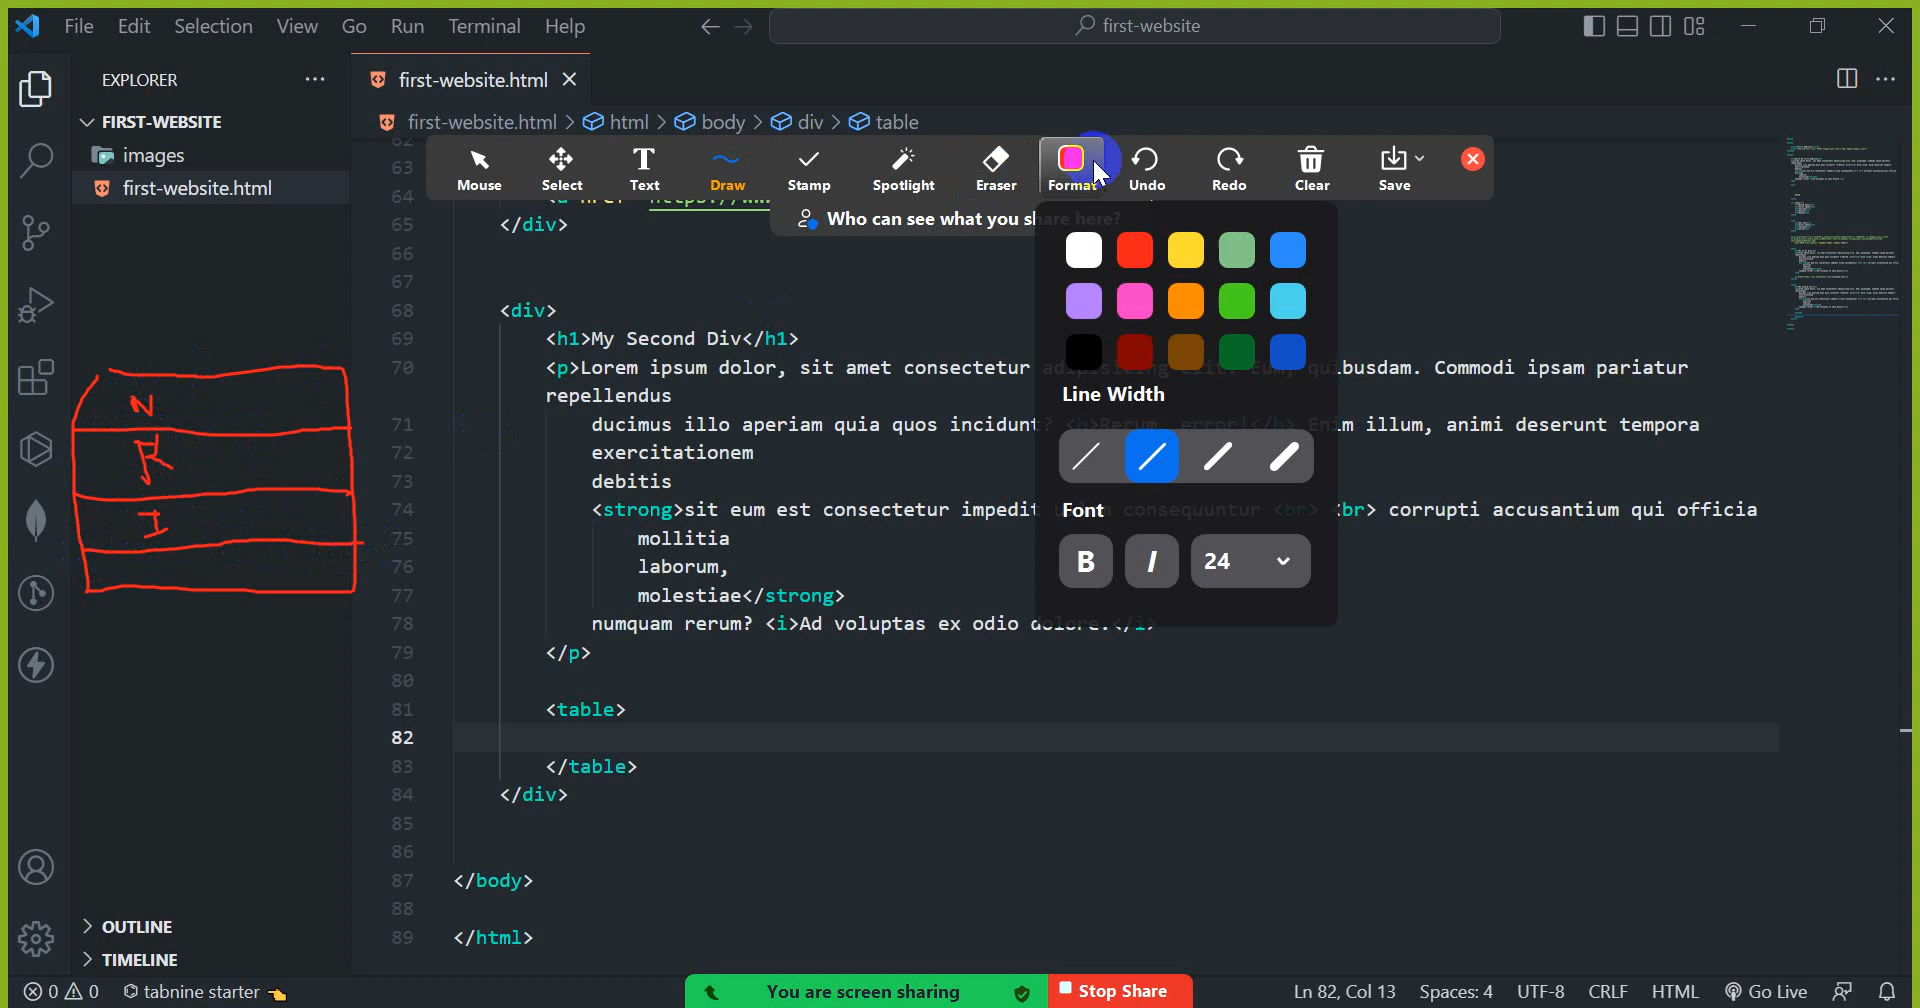 File Edit Selection View Go Run Terminal Help
first-website
EXPLORER
first-website.html
FIRST-WEBSITE
first-website.html > html > body > div > table
images
first-website.html
Mouse Select Text Draw Stamp Spotlight Eraser Format Undo Redo Clear Save
Who can see what you share here?
62
63
64
65 </div>
66
67
68 <div>
69 <h1>My Second Div</h1>
70 <p>Lorem ipsum dolor, sit amet consectetur adipisicing elit. Eum, quibusdam. Commodi ipsam pariatur
repellendus
71 ducimus illo aperiam quia quos incidunt? <b>Rerum, error!</b> Enim illum, animi deserunt tempora
72 exercitationem
73 debitis
74 <strong>sit eum est consectetur impedit consequuntur <br> <br> corrupti accusantium qui officia
75 mollitia
76 laborum,
77 molestiae</strong>
78 numquam rerum? <i>Ad voluptas ex odio dolore.</i>
79 </p>
80
81 <table>
82
83 </table>
84 </div>
85
86
87 </body>
88
89 </html>
Line Width
Font
B I 24
N
R
I
OUTLINE
TIMELINE
0 0 tabnine starter
You are screen sharing
Stop Share
Ln 82, Col 13 Spaces: 4 UTF-8 CRLF HTML Go Live